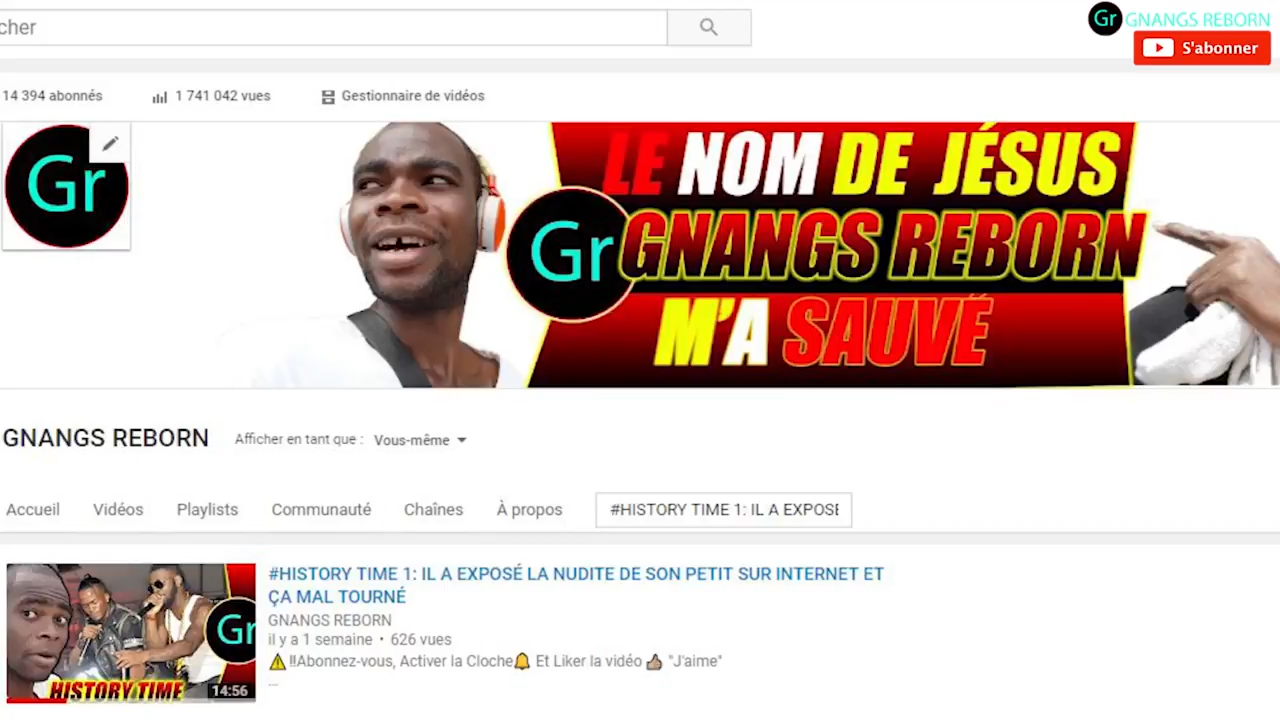 cher
Gr GNANGS REBORN
S'abonner
14 394 abonnés
1 741 042 vues
Gestionnaire de vidéos
Gr
LE NOM DE JÉSUS
Gr GNANGS REBORN
M'A SAUVÉ
GNANGS REBORN
Afficher en tant que : Vous-même
Accueil
Vidéos
Playlists
Communauté
Chaînes
À propos
#HISTORY TIME 1: IL A EXPOSÉ
#HISTORY TIME 1: IL A EXPOSÉ LA NUDITE DE SON PETIT SUR INTERNET ET
ÇA MAL TOURNÉ
GNANGS REBORN
il y a 1 semaine • 626 vues
!!Abonnez-vous, Activer la Cloche Et Liker la vidéo "J'aime"
...
Gr
HISTORY TIME
14:56